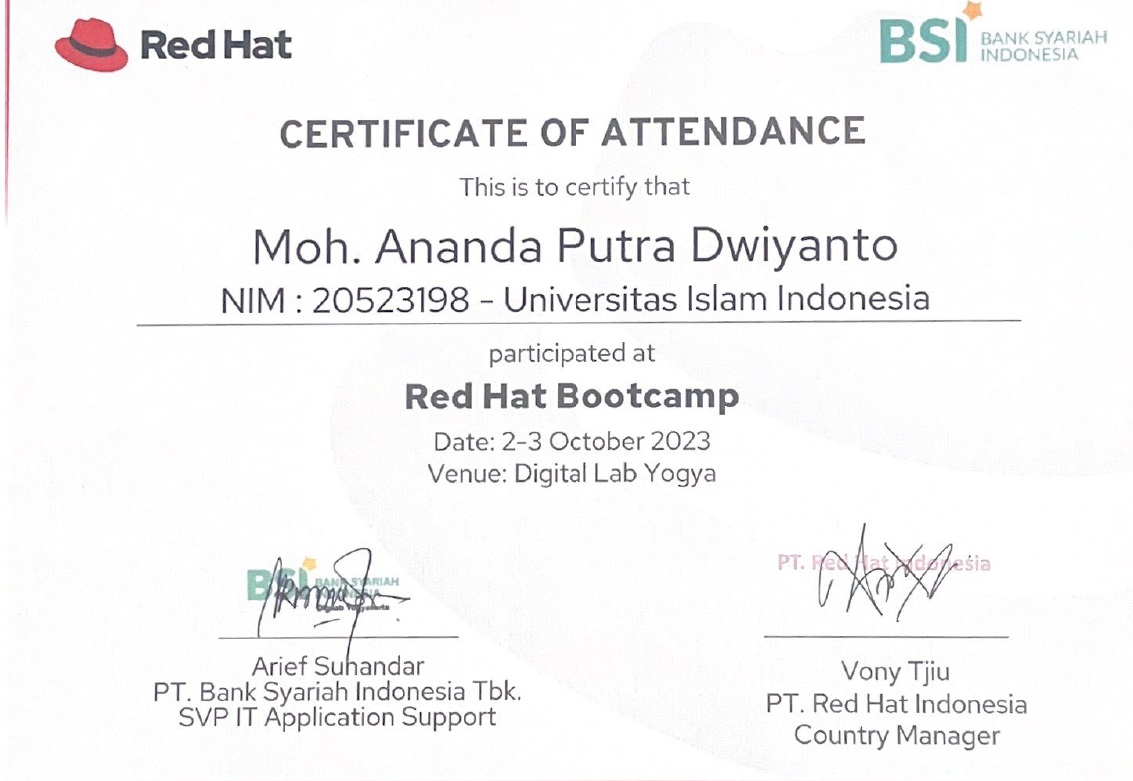 Red Hat
BSI BANK SYARIAH
INDONESIA
CERTIFICATE OF ATTENDANCE
This is to certify that
Moh. Ananda Putra Dwiyanto
NIM : 20523198 - Universitas Islam Indonesia
participated at
Red Hat Bootcamp
Date: 2-3 October 2023
Venue: Digital Lab Yogya
BSI BANK SYARIAH
INDONESIA
Arief Suhandar
PT. Bank Syariah Indonesia Tbk.
SVP IT Application Support
PT. Red Hat Indonesia
Vony Tjiu
PT. Red Hat Indonesia
Country Manager